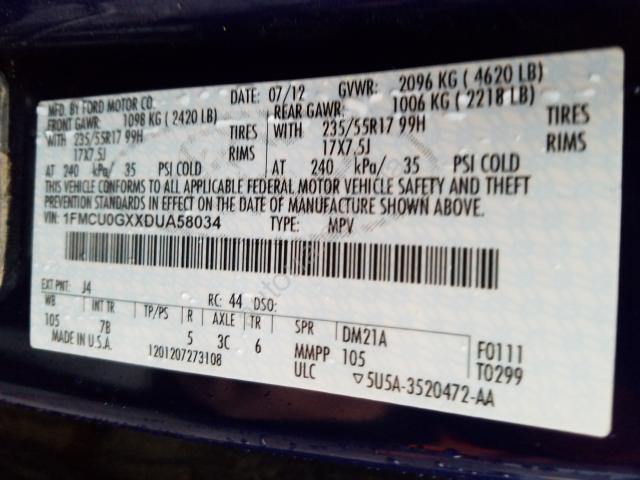 MFD. BY FORD MOTOR CO. DATE: 07/12 GVWR: 2096 KG ( 4620 LB)
FRONT GAWR: 1098 KG ( 2420 LB) REAR GAWR: 1006 KG ( 2218 LB)
WITH 235/55R17 99H TIRES WITH 235/55R17 99H TIRES
17X7.5J RIMS 17X7.5J RIMS
AT 240 kPa/ 35 PSI COLD AT 240 kPa/ 35 PSI COLD
THIS VEHICLE CONFORMS TO ALL APPLICABLE FEDERAL MOTOR VEHICLE SAFETY AND THEFT
PREVENTION STANDARDS IN EFFECT ON THE DATE OF MANUFACTURE SHOWN ABOVE.
VIN: 1FMCU0GXXDUA58034 TYPE: MPV
EXT PNT: J4 RC: 44 DSO:
WB INT TR TP/PS R AXLE TR SPR DM21A F0111
105 7B 5 3C 6 MMPP 105 T0299
MADE IN U.S.A. 1201207273108 ULC ▽5U5A-3520472-AA